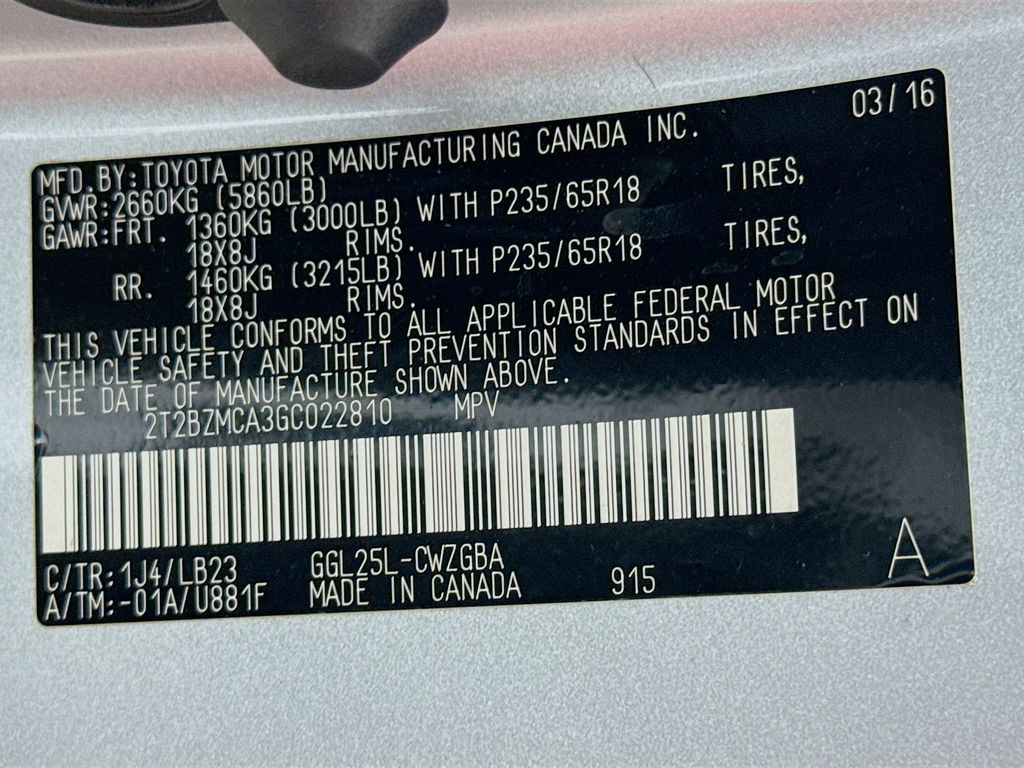 03/16
MFD.BY:TOYOTA MOTOR MANUFACTURING CANADA INC.
GVWR:2660KG (5860LB)
GAWR:FRT. 1360KG (3000LB) WITH P235/65R18 TIRES,
18X8J RIMS.
RR. 1460KG (3215LB) WITH P235/65R18 TIRES,
18X8J RIMS.
THIS VEHICLE CONFORMS TO ALL APPLICABLE FEDERAL MOTOR
VEHICLE SAFETY AND THEFT PREVENTION STANDARDS IN EFFECT ON
THE DATE OF MANUFACTURE SHOWN ABOVE.
2T2BZMCA3GC022810 MPV
C/TR:1J4/LB23 GGL25L-CWZGBA
A/TM:-01A/U881F MADE IN CANADA 915 A